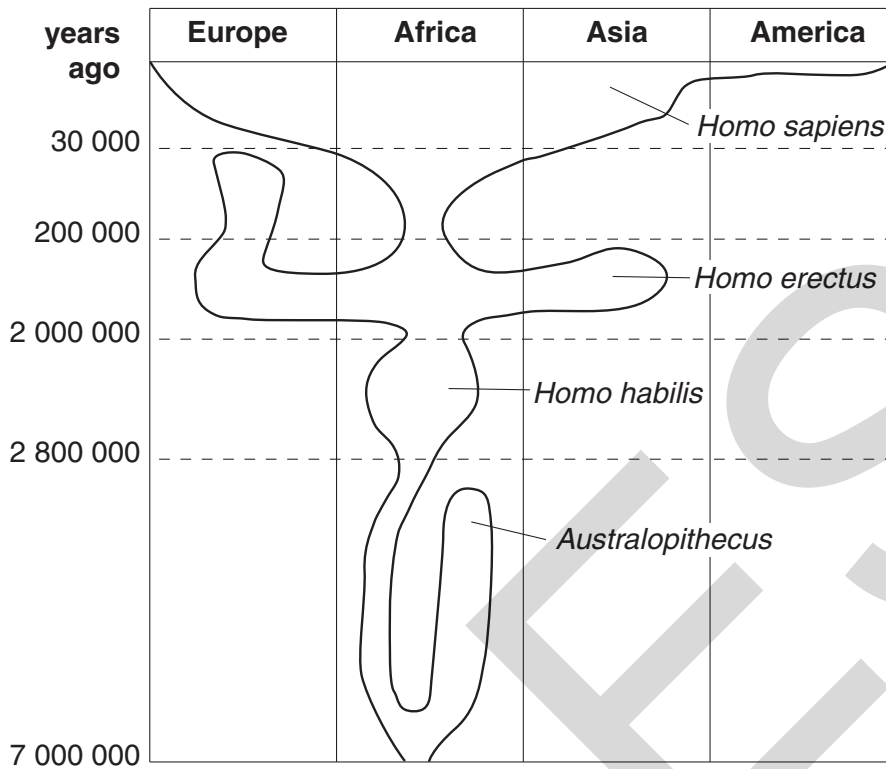 years
ago
Europe
Africa
Asia
America
Homo sapiens
30 000
200 000
Homo erectus
2 000 000
Homo habilis
2 800 000
Australopithecus
7 000 000